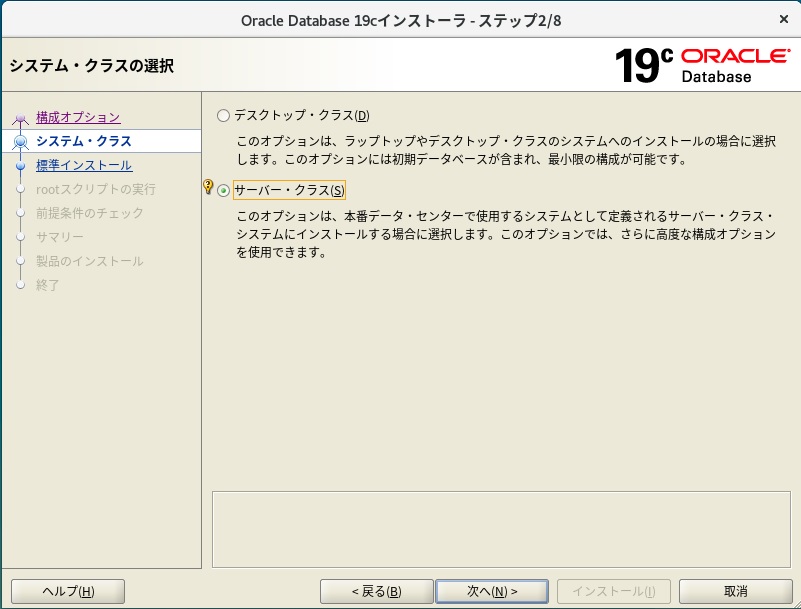 Oracle Database 19cインストーラ - ステップ2/8
×
システム・クラスの選択
19c ORACLE
Database
構成オプション
システム・クラス
標準インストール
rootスクリプトの実行
前提条件のチェック
サマリー
製品のインストール
終了
デスクトップ・クラス(D)
このオプションは、ラップトップやデスクトップ・クラスのシステムへのインストールの場合に選択
します。このオプションには初期データベースが含まれ、最小限の構成が可能です。
サーバー・クラス(S)
このオプションは、本番データ・センターで使用するシステムとして定義されるサーバー・クラス・
システムにインストールする場合に選択します。このオプションでは、さらに高度な構成オプション
を使用できます。
ヘルプ(H)
< 戻る(B)
次へ(N) >
インストール(I)
取消